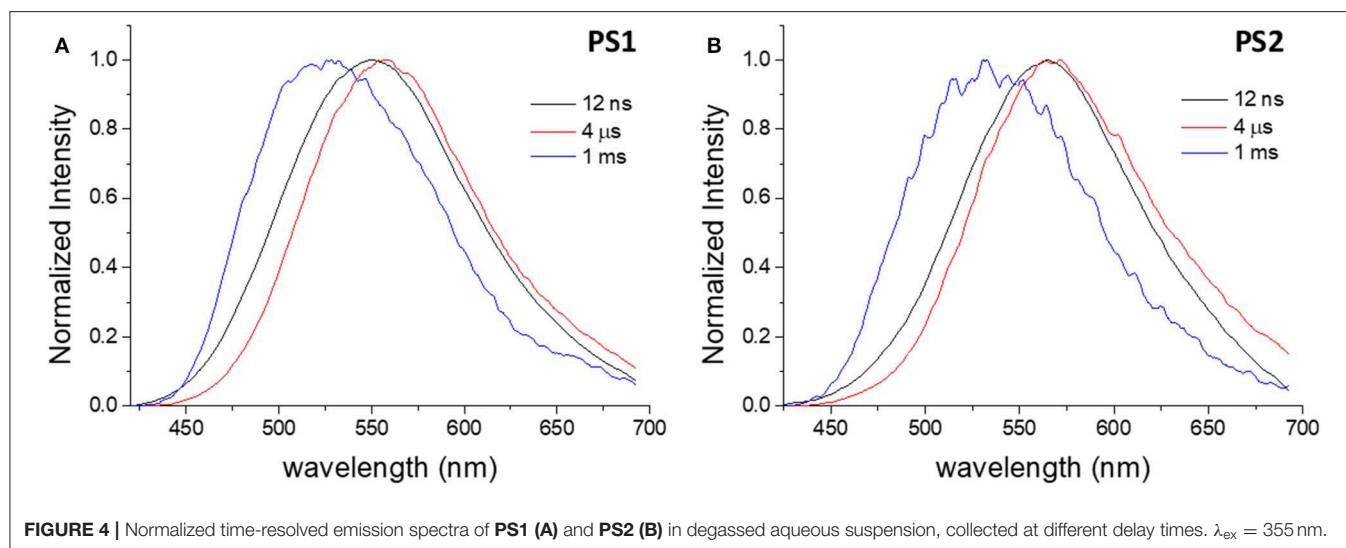 A
PS1
1.0
0.8
0.6
0.4
0.2
0.0
Normalized Intensity
12 ns
4 μs
1 ms
450 500 550 600 650 700
wavelength (nm)
B
PS2
1.0
0.8
0.6
0.4
0.2
0.0
Normalized Intensity
12 ns
4 μs
1 ms
450 500 550 600 650 700
wavelength (nm)
FIGURE 4 | Normalized time-resolved emission spectra of PS1 (A) and PS2 (B) in degassed aqueous suspension, collected at different delay times. λex = 355 nm.